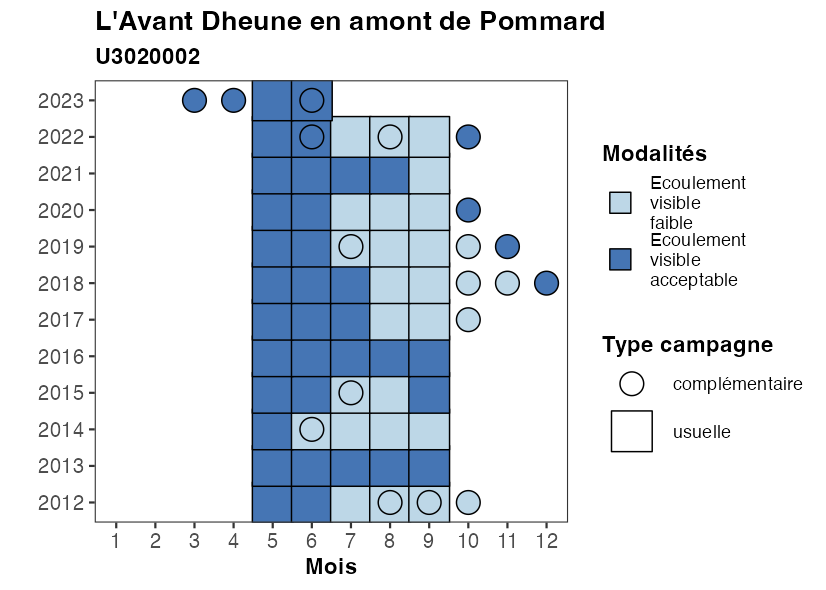 L'Avant Dheune en amont de Pommard
U3020002
2023
2022
2021
2020
2019
2018
2017
2016
2015
2014
2013
2012
1 2 3 4 5 6 7 8 9 10 11 12
Mois
Modalités
Ecoulement
visible
faible
Ecoulement
visible
acceptable
Type campagne
complémentaire
usuelle